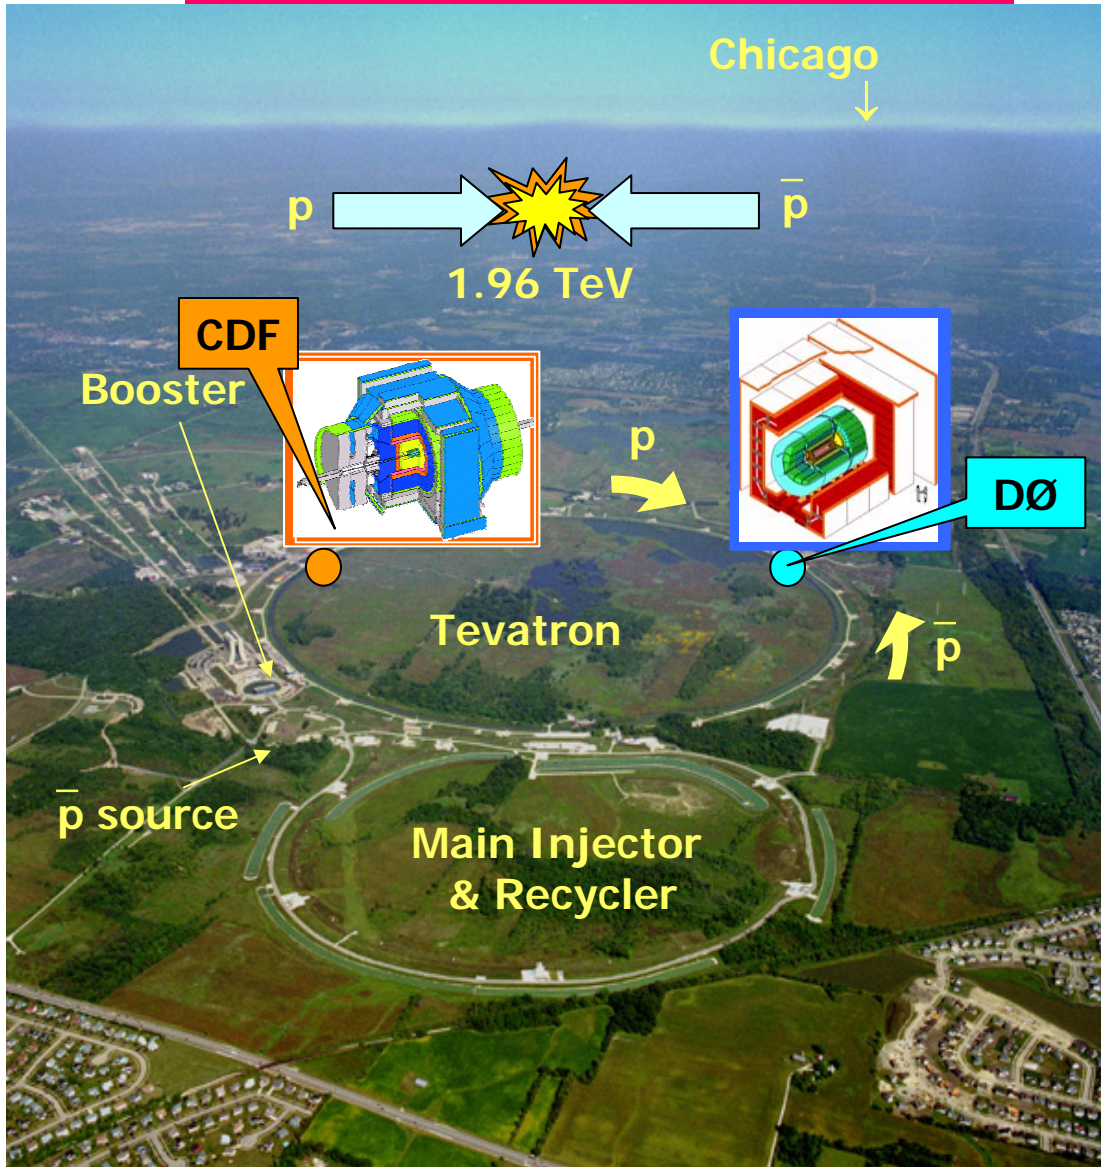 Chicago
↓
p
p̅
1.96 TeV
CDF
Booster
p
DØ
Tevatron
p̅
p̅ source
Main Injector
& Recycler